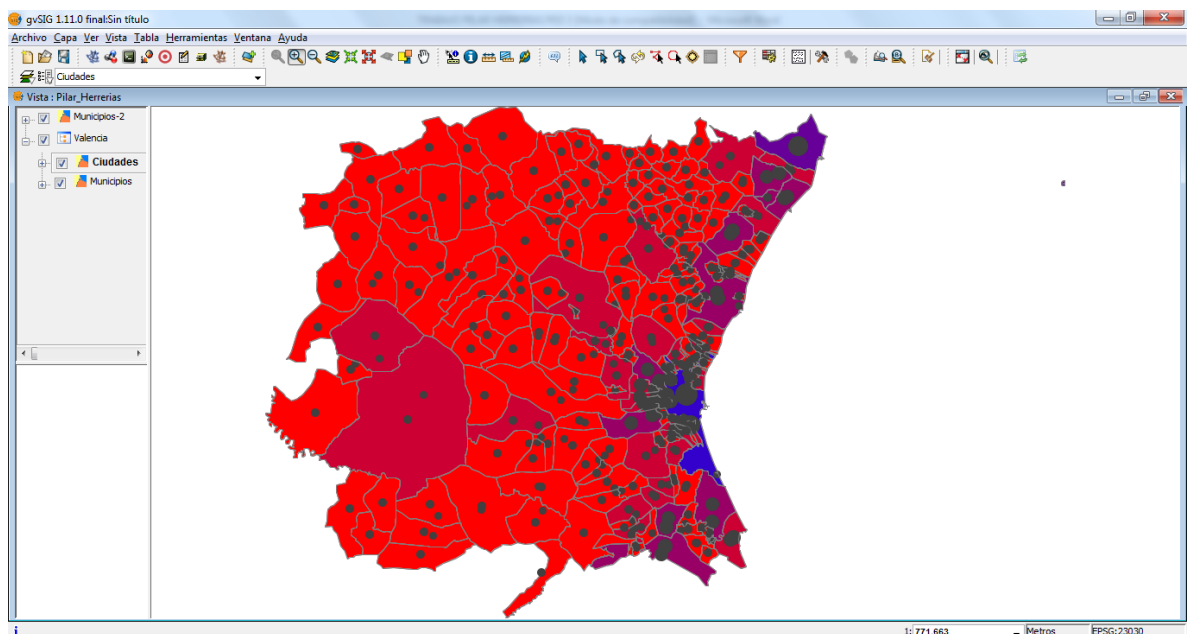 gvSIG 1.11.0 final:Sin título
Archivo Capa Ver Vista Tabla Herramientas Ventana Ayuda
Ciudades
Vista : Pilar_Herrerias
Municipios-2
Valencia
Ciudades
Municipios
1: 771.663 Metros EPSG:23030